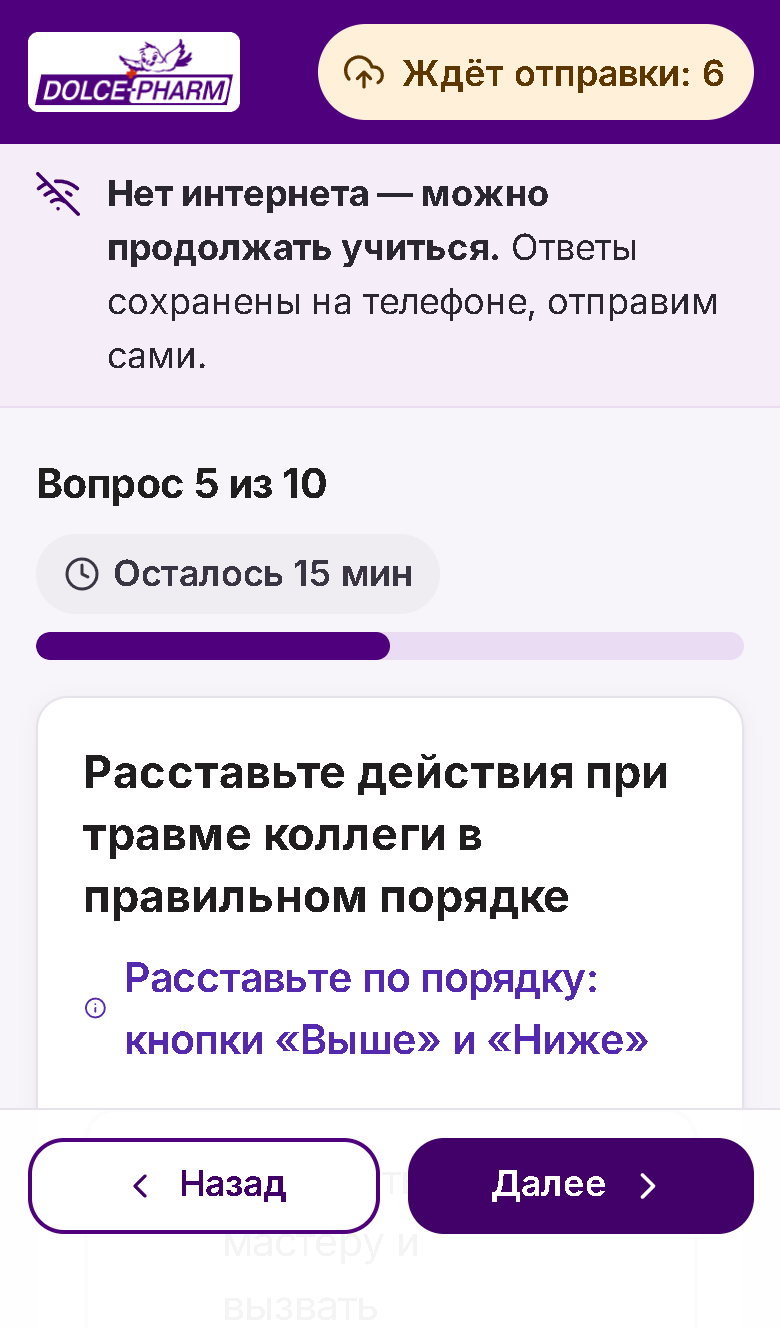 DOLCE-PHARM
Ждёт отправки: 6
Нет интернета — можно
продолжать учиться. Ответы
сохранены на телефоне, отправим
сами.
Вопрос 5 из 10
Осталось 15 мин
Расставьте действия при
травме коллеги в
правильном порядке
Расставьте по порядку:
кнопки «Выше» и «Ниже»
Назад
Далее
мастеру и
вызвать